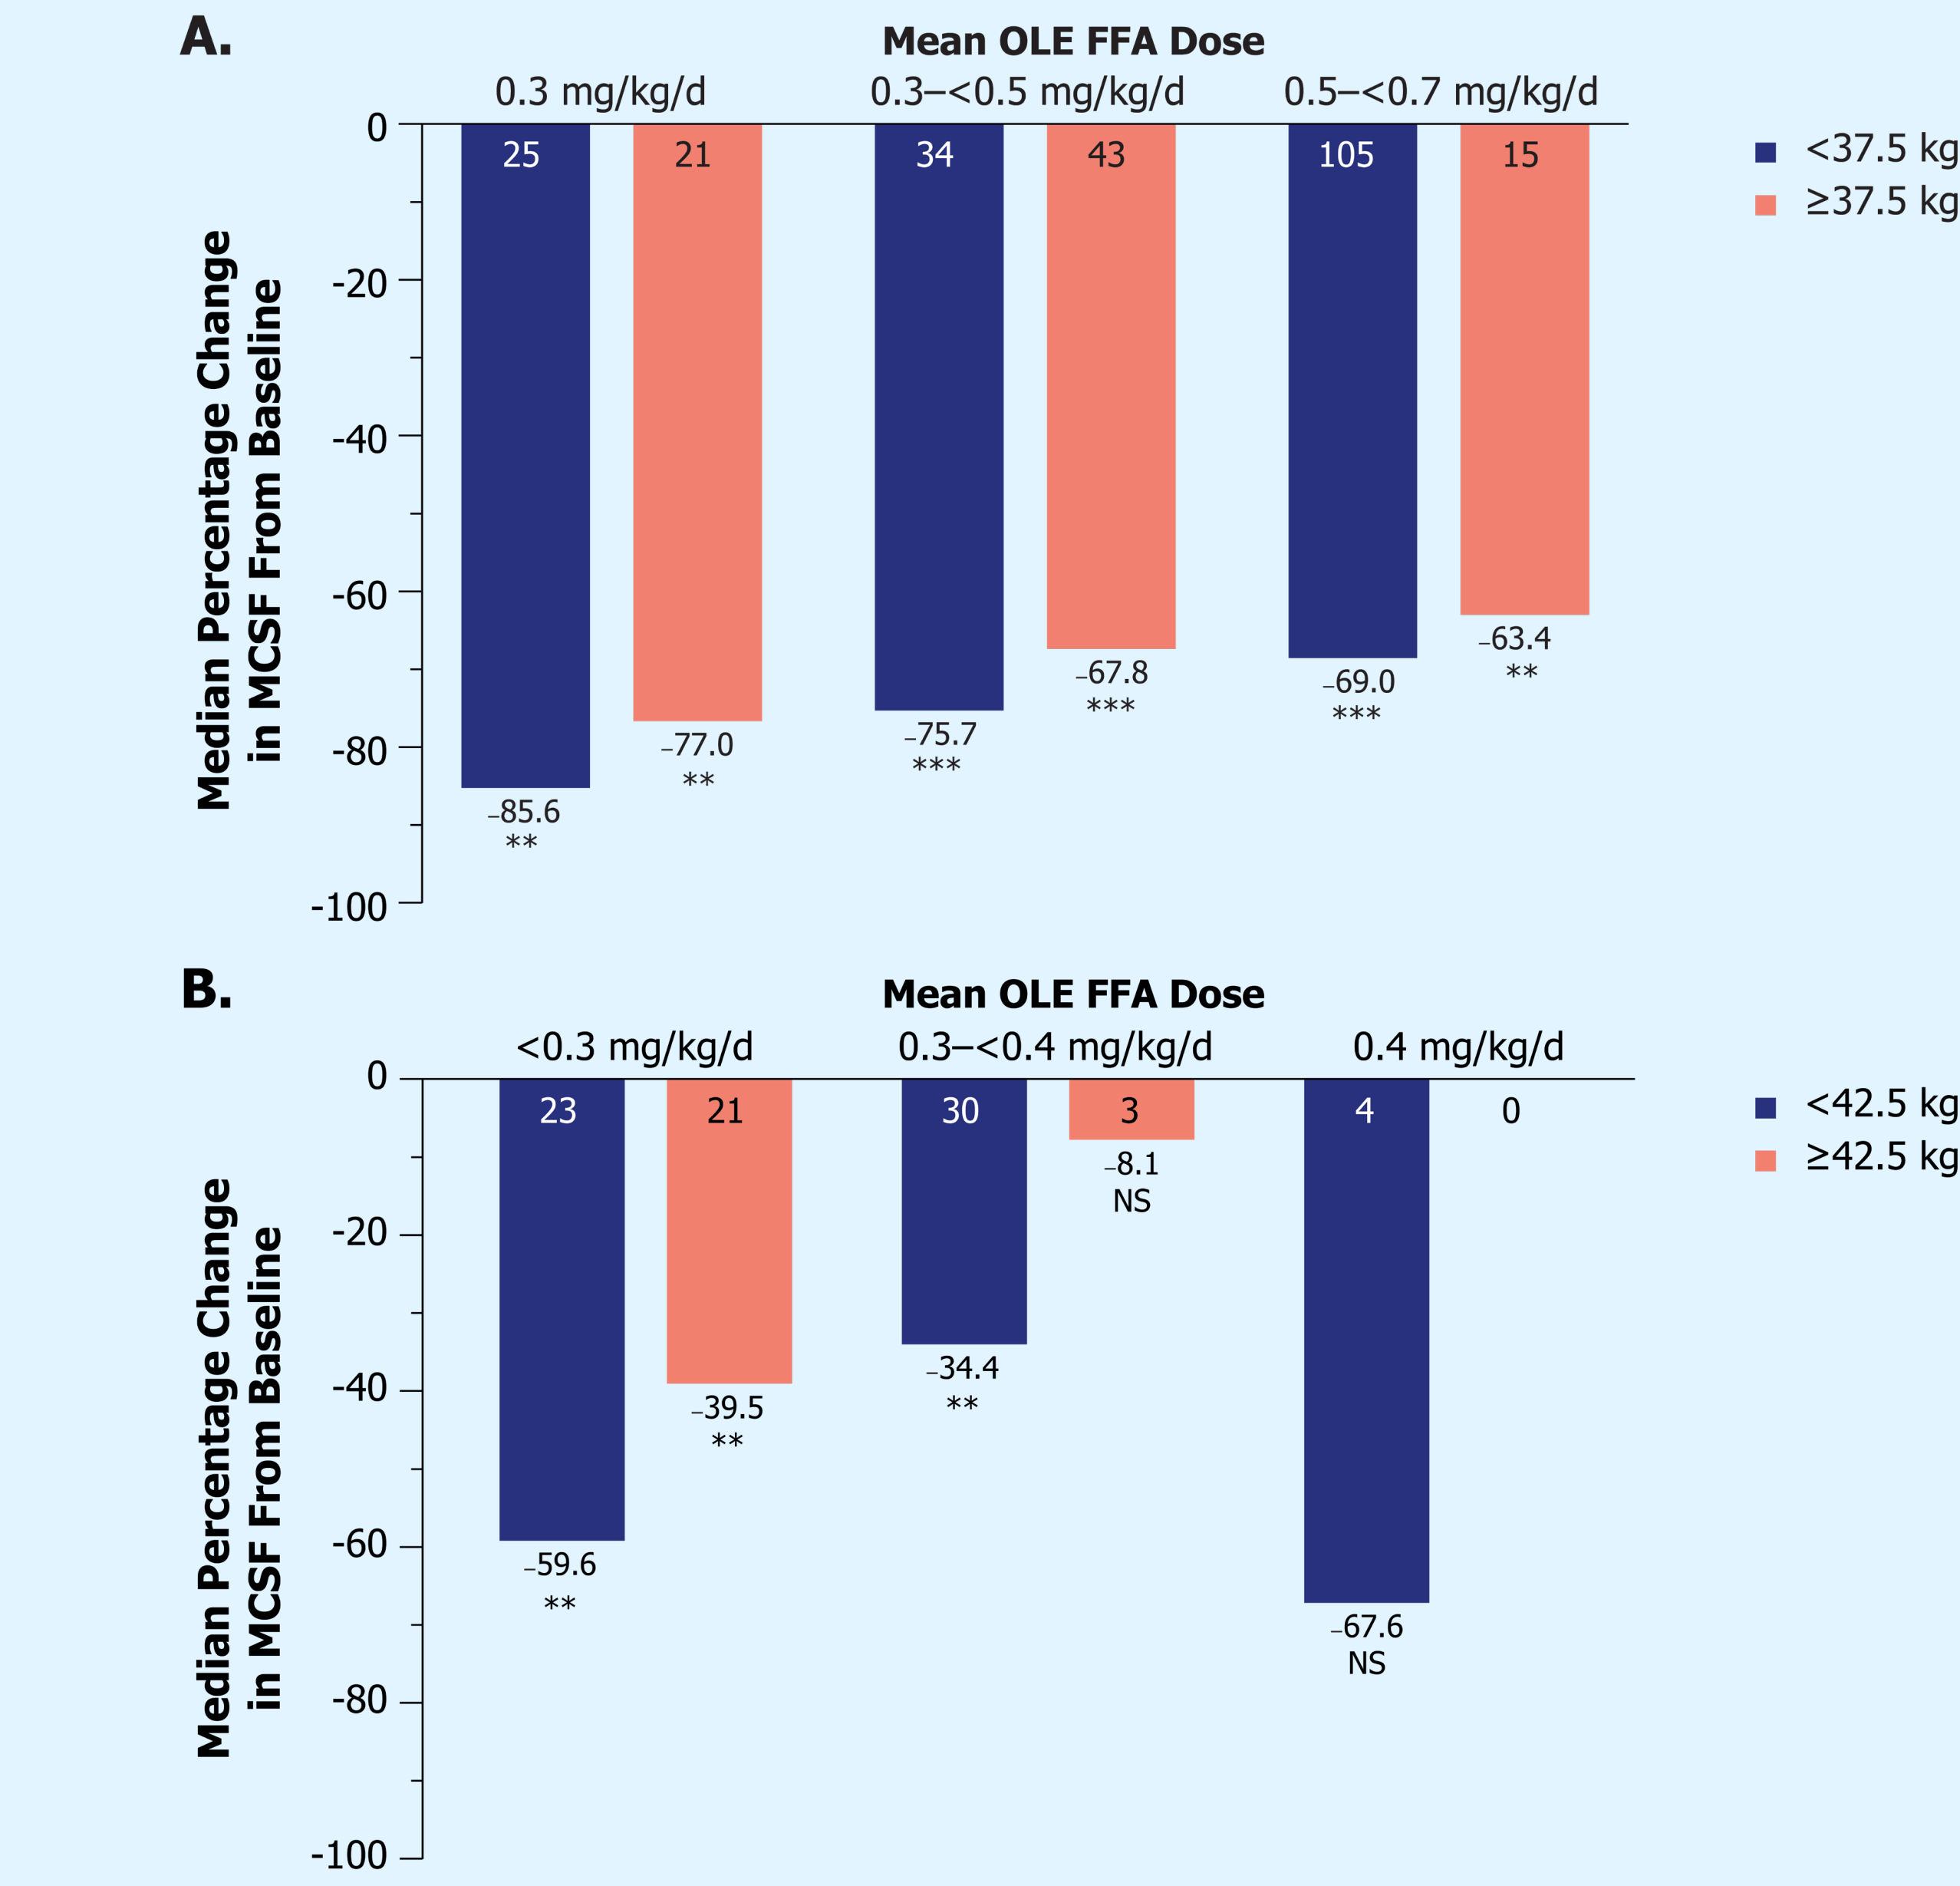 A.
Mean OLE FFA Dose
0.3 mg/kg/d 0.3–<0.5 mg/kg/d 0.5–<0.7 mg/kg/d
<37.5 kg
≥37.5 kg
Median Percentage Change
in MCSF From Baseline
0
-20
-40
-60
-80
-100
25 21 34 43 105 15
–85.6
**
–77.0
**
–75.7
***
–67.8
***
–69.0
***
–63.4
**
B.
Mean OLE FFA Dose
<0.3 mg/kg/d 0.3–<0.4 mg/kg/d 0.4 mg/kg/d
<42.5 kg
≥42.5 kg
Median Percentage Change
in MCSF From Baseline
0
-20
-40
-60
-80
-100
23 21 30 3 4 0
–59.6
**
–39.5
**
–34.4
**
–8.1
NS
–67.6
NS